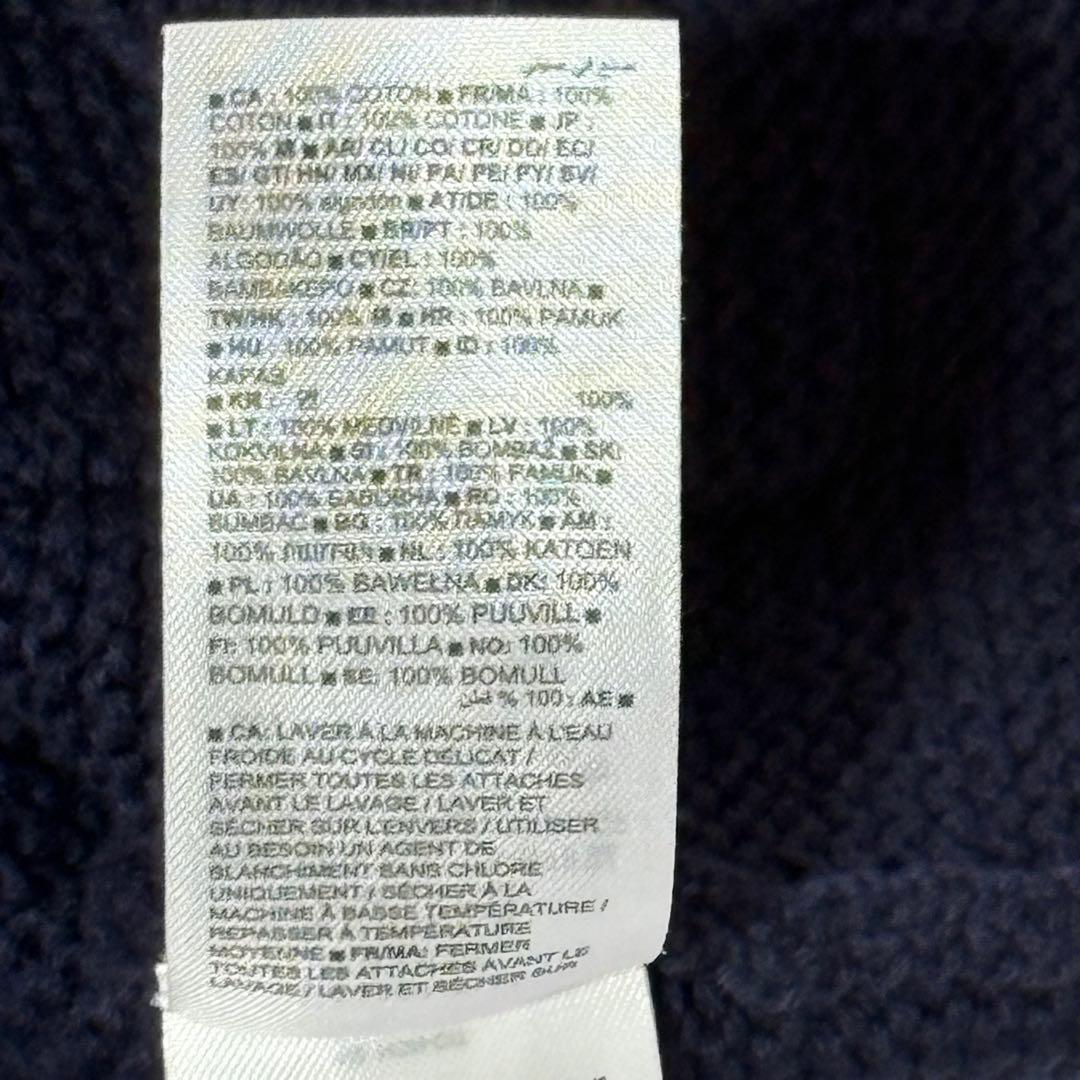 ■ CA : 100% COTON ■ FR/MA : 100%
COTON ■ IT : 100% COTONE ■ JP :
100% 綿 ■ AR/ CL/ CO/ CR/ DO/ EC/
ES/ GT/ HN/ MX/ NI/ PA/ PE/ PY/ SV/
UY: 100% algodón ■ AT/DE : 100%
BAUMWOLLE ■ BR/PT : 100%
ALGODÃO ■ CY/EL : 100%
■ CZ: 100% BAVLNA ■
TW/HK : 100% 棉 ■ HR : 100% PAMUK
■ HU : 100% PAMUT ■ ID : 100%
KAPAS
■ KR : 면 100%
■ LT : 100% MEDVILNĖ ■ LV : 100%
KOKVILNA ■ SI : 100% BOMBAŽ ■ SK:
100% BAVLNA ■ TR : 100% PAMUK ■
UA : 100% БАВОВНА ■ RO : 100%
BUMBAC ■ BG : 100% ПАМУК ■ AM :
100% ■ NL : 100% KATOEN
■ PL : 100% BAWEŁNA ■ DK: 100%
BOMULD ■ EE : 100% PUUVILL ■
FI: 100% PUUVILLA ■ NO: 100%
BOMULL ■ SE: 100% BOMULL
■ AE : 100 % قطن
■ CA: LAVER À LA MACHINE À L'EAU
FROIDE AU CYCLE DÉLICAT /
FERMER TOUTES LES ATTACHES
AVANT LE LAVAGE / LAVER ET
SÉCHER SUR L'ENVERS / UTILISER
AU BESOIN UN AGENT DE
BLANCHIMENT SANS CHLORE
UNIQUEMENT / SÉCHER À LA
MACHINE À BASSE TEMPÉRATURE /
REPASSER À TEMPÉRATURE
MOYENNE ■ FR/MA: FERMER
TOUTES LES ATTACHES AVANT LE
LAVAGE / LAVER ET SÉCHER SUR